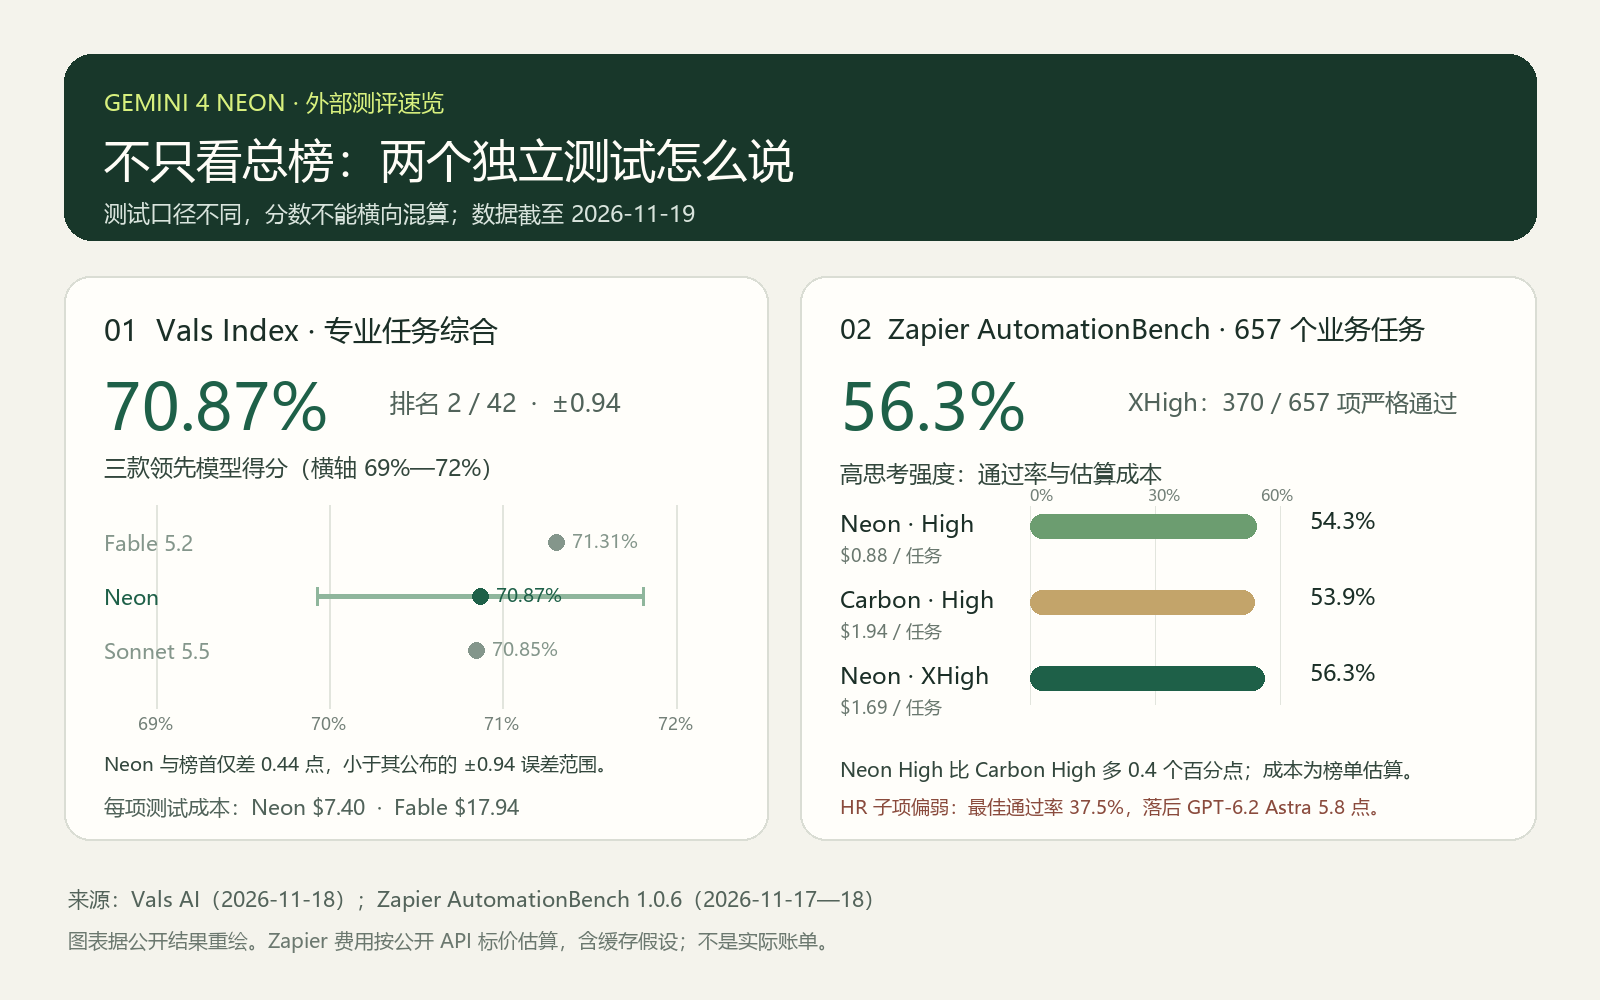 GEMINI 4 NEON · 外部测评速览
不只看总榜：两个独立测试怎么说
测试口径不同，分数不能横向混算；数据截至 2026-11-19
01 Vals Index · 专业任务综合
70.87%
排名 2 / 42 · ±0.94
三款领先模型得分（横轴 69%—72%）
Fable 5.2
71.31%
Neon
70.87%
Sonnet 5.5
70.85%
69%
70%
71%
72%
Neon 与榜首仅差 0.44 点，小于其公布的 ±0.94 误差范围。
每项测试成本：Neon $7.40 · Fable $17.94
02 Zapier AutomationBench · 657 个业务任务
56.3%
XHigh：370 / 657 项严格通过
高思考强度：通过率与估算成本
0%
30%
60%
Neon · High
54.3%
$0.88 / 任务
Carbon · High
53.9%
$1.94 / 任务
Neon · XHigh
56.3%
$1.69 / 任务
Neon High 比 Carbon High 多 0.4 个百分点；成本为榜单估算。
HR 子项偏弱：最佳通过率 37.5%，落后 GPT-6.2 Astra 5.8 点。
来源：Vals AI（2026-11-18）；Zapier AutomationBench 1.0.6（2026-11-17—18）
图表据公开结果重绘。Zapier 费用按公开 API 标价估算，含缓存假设；不是实际账单。